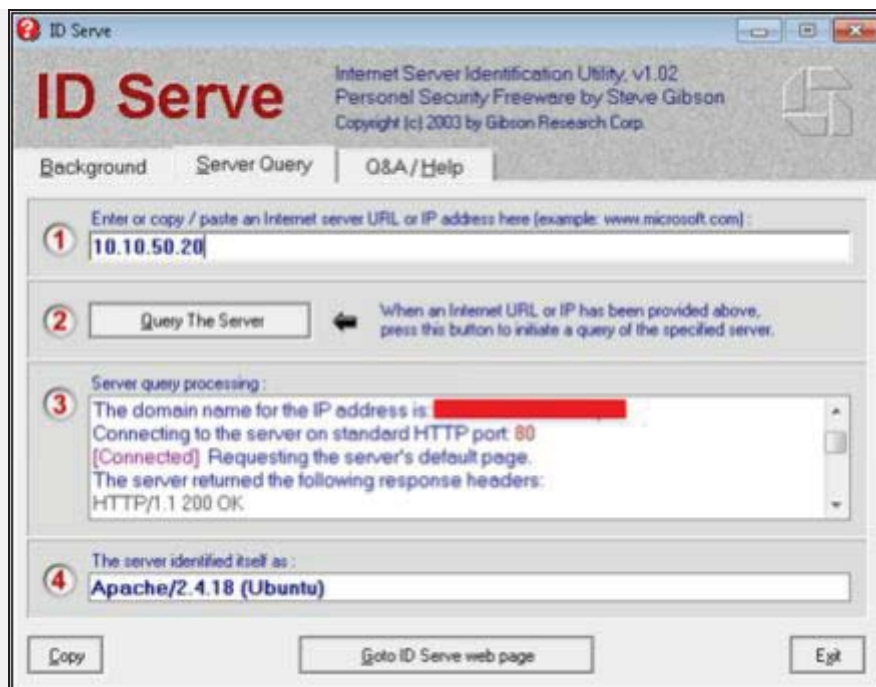 ID Serve
ID Serve
Internet Server Identification Utility, v1.02
Personal Security Freeware by Steve Gibson
Copyright (c) 2003 by Gibson Research Corp.
Background
Server Query
Q&A/Help
1
Enter or copy / paste an Internet server URL or IP address here (example: www.microsoft.com) :
10.10.50.20
2
Query The Server
When an Internet URL or IP has been provided above,
press this button to initiate a query of the specified server.
3
Server query processing :
The domain name for the IP address is:
Connecting to the server on standard HTTP port: 80
[Connected] Requesting the server's default page.
The server returned the following response headers:
HTTP/1.1 200 OK
4
The server identified itself as :
Apache/2.4.18 (Ubuntu)
Copy
Goto ID Serve web page
Exit